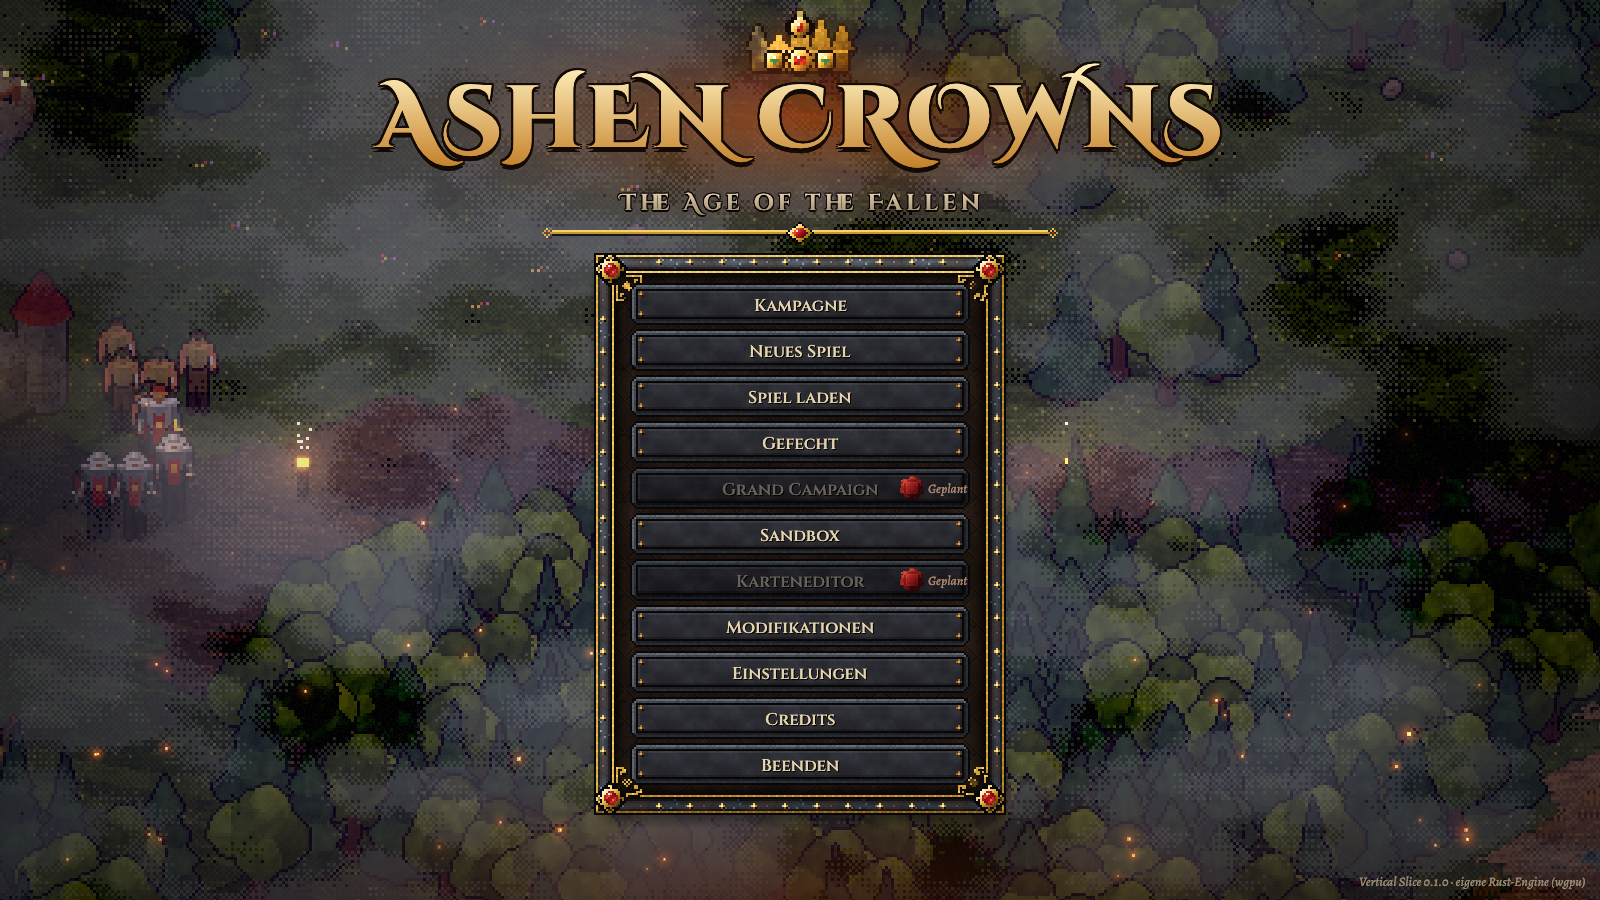 ASHEN CROWNS
THE AGE OF THE FALLEN
KAMPAGNE
NEUES SPIEL
SPIEL LADEN
GEFECHT
GRAND CAMPAIGN Geplant
SANDBOX
KARTENEDITOR Geplant
MODIFIKATIONEN
EINSTELLUNGEN
CREDITS
BEENDEN
Vertical Slice 0.1.0 · eigene Rust-Engine (wgpu)